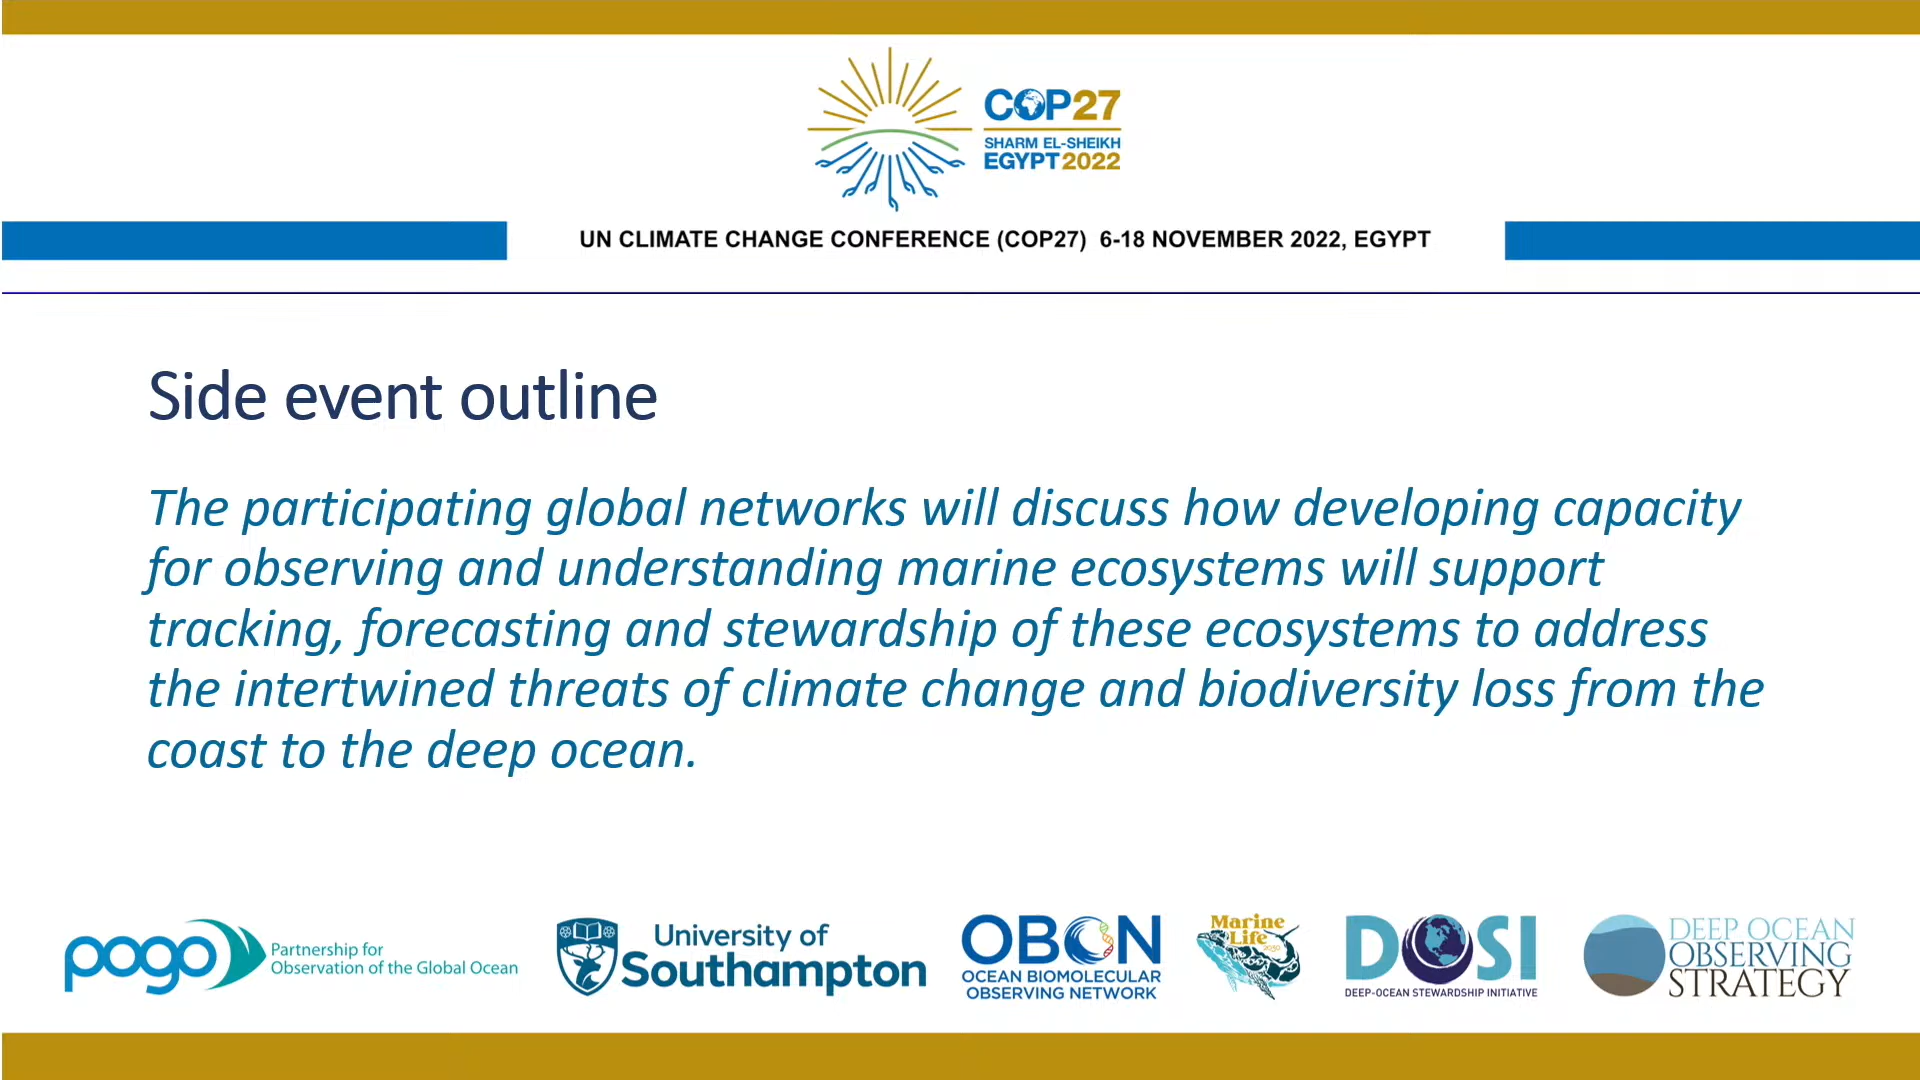 COP27
SHARM EL-SHEIKH
EGYPT2022
UN CLIMATE CHANGE CONFERENCE (COP27) 6-18 NOVEMBER 2022, EGYPT
Side event outline
The participating global networks will discuss how developing capacity
for observing and understanding marine ecosystems will support
tracking, forecasting and stewardship of these ecosystems to address
the intertwined threats of climate change and biodiversity loss from the
coast to the deep ocean.
pogo
Partnership for
Observation of the Global Ocean
University of
Southampton
OBON
OCEAN BIOMOLECULAR
OBSERVING NETWORK
Marine
Life
2030
DOSI
DEEP-OCEAN STEWARDSHIP INITIATIVE
DEEP OCEAN
OBSERVING
STRATEGY